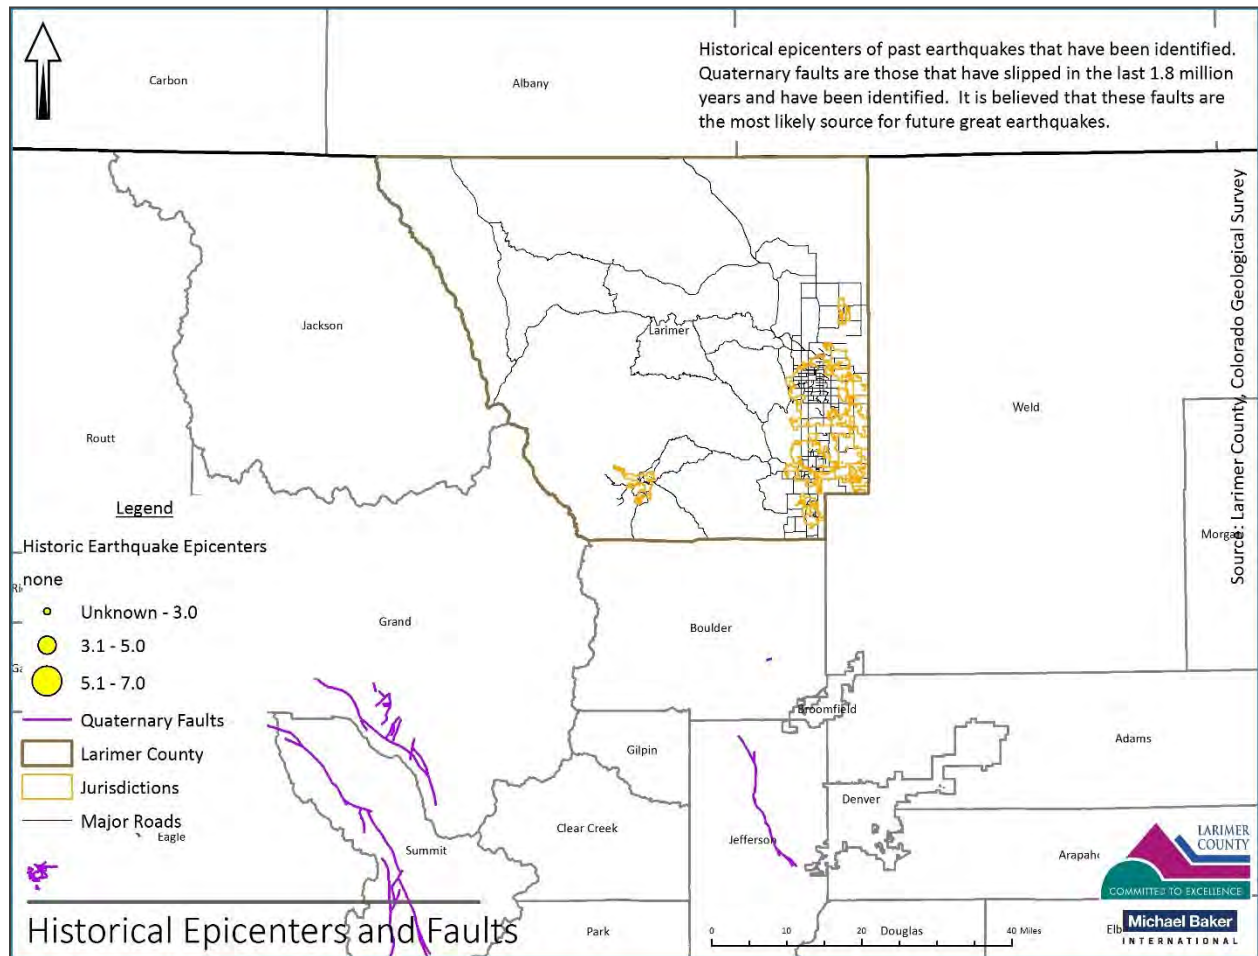 Carbon
Albany
Historical epicenters of past earthquakes that have been identified.
Quaternary faults are those that have slipped in the last 1.8 million
years and have been identified.  It is believed that these faults are
the most likely source for future great earthquakes.
Source: Larimer County, Colorado Geological Survey
Jackson
Larimer
Weld
Routt
Morgan
Legend
Historic Earthquake Epicenters
none
Unknown - 3.0
3.1 - 5.0
5.1 - 7.0
Quaternary Faults
Larimer County
Jurisdictions
Major Roads
Grand
Boulder
Broomfield
Gilpin
Adams
Denver
Clear Creek
Jefferson
Eagle
Summit
Arapaho
Park
Douglas
Elb
LARIMER
COUNTY
COMMITTED TO EXCELLENCE
Michael Baker
INTERNATIONAL
0 10 20 40 Miles
Historical Epicenters and Faults